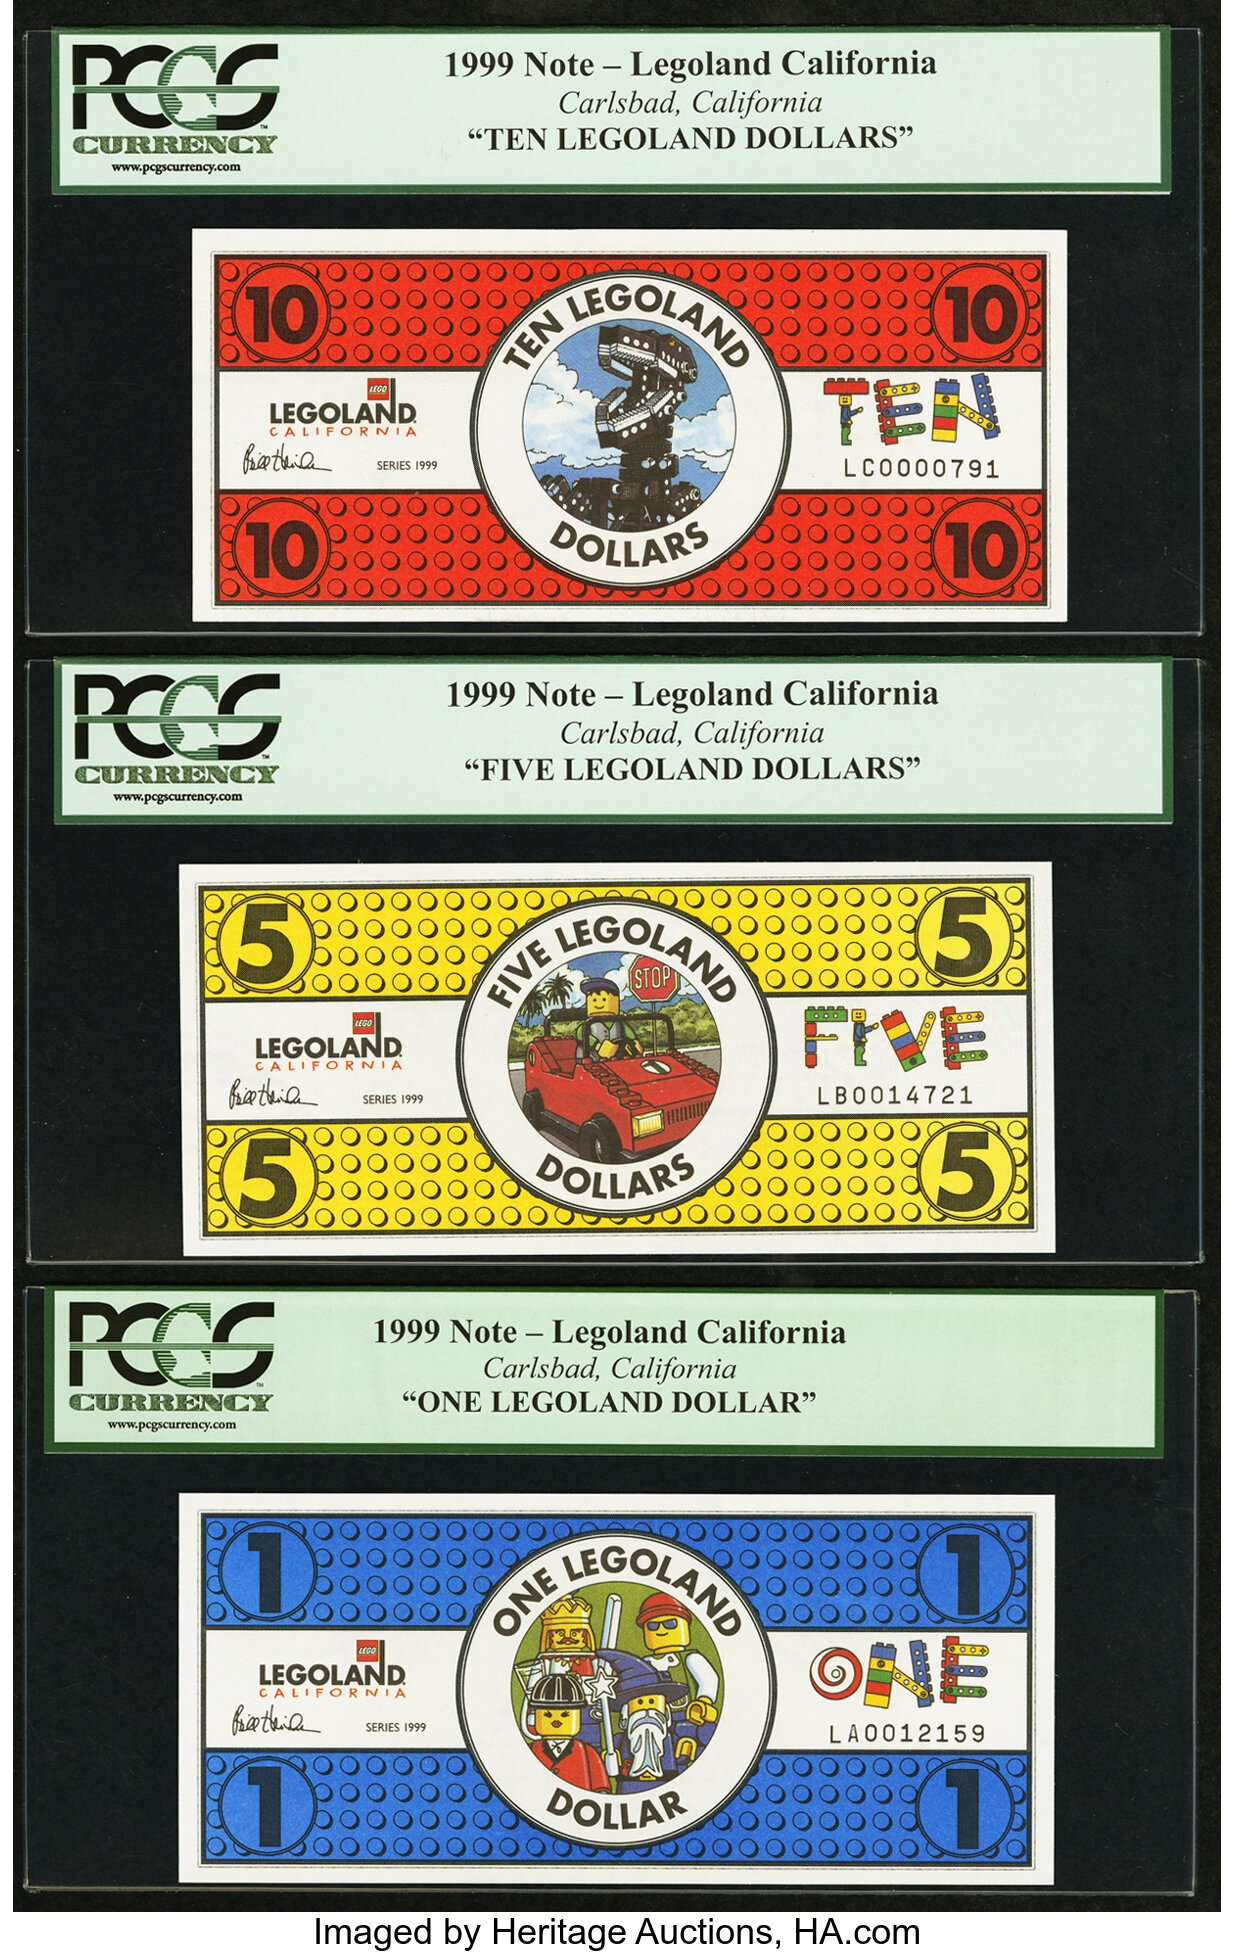 PCGS
CURRENCY
www.pcgscurrency.com
1999 Note – Legoland California
Carlsbad, California
“TEN LEGOLAND DOLLARS”
10
10
TEN LEGOLAND
DOLLARS
LEGO
LEGOLAND
CALIFORNIA
SERIES 1999
TEN
LC0000791
10
10
PCGS
CURRENCY
www.pcgscurrency.com
1999 Note – Legoland California
Carlsbad, California
“FIVE LEGOLAND DOLLARS”
5
5
FIVE LEGOLAND
DOLLARS
STOP
1
LEGO
LEGOLAND
CALIFORNIA
SERIES 1999
FIVE
LB0014721
5
5
PCGS
CURRENCY
www.pcgscurrency.com
1999 Note – Legoland California
Carlsbad, California
“ONE LEGOLAND DOLLAR”
1
1
ONE LEGOLAND
DOLLAR
LEGO
LEGOLAND
CALIFORNIA
SERIES 1999
ONE
LA0012159
1
1
Imaged by Heritage Auctions, HA.com